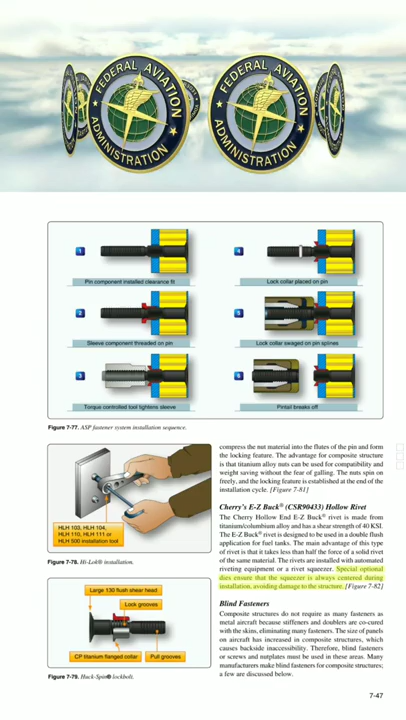 FEDERAL AVIATION
ADMINISTRATION
FEDERAL AVIATION
ADMINISTRATION
1
Pin component installed clearance fit
4
Lock collar placed on pin
2
Sleeve component threaded on pin
5
Lock collar swaged on pin splines
3
Torque controlled tool tightens sleeve
6
Pintail breaks off
Figure 7-77. ASP fastener system installation sequence.
HLH 103, HLH 104,
HLH 110, HLH 111 or
HLH 500 installation tool
Figure 7-78. Hi-Lok® installation.
Large 130 flush shear head
Lock grooves
CP titanium flanged collar
Pull grooves
Figure 7-79. Huck-Spin® lockbolt.
compress the nut material into the flutes of the pin and form
the locking feature. The advantage for composite structure
is that titanium alloy nuts can be used for compatibility and
weight saving without the fear of galling. The nuts spin on
freely, and the locking feature is established at the end of the
installation cycle. [Figure 7-81]
Cherry's E-Z Buck® (CSR90433) Hollow Rivet
The Cherry Hollow End E-Z Buck® rivet is made from
titanium/columbium alloy and has a shear strength of 40 KSI.
The E-Z Buck® rivet is designed to be used in a double flush
application for fuel tanks. The main advantage of this type
of rivet is that it takes less than half the force of a solid rivet
of the same material. The rivets are installed with automated
riveting equipment or a rivet squeezer. Special optional
dies ensure that the squeezer is always centered during
installation, avoiding damage to the structure. [Figure 7-82]
Blind Fasteners
Composite structures do not require as many fasteners as
metal aircraft because stiffeners and doublers are co-cured
with the skins, eliminating many fasteners. The size of panels
on aircraft has increased in composite structures, which
causes backside inaccessibility. Therefore, blind fasteners
or screws and nutplates must be used in these areas. Many
manufacturers make blind fasteners for composite structures;
a few are discussed below.
7-47